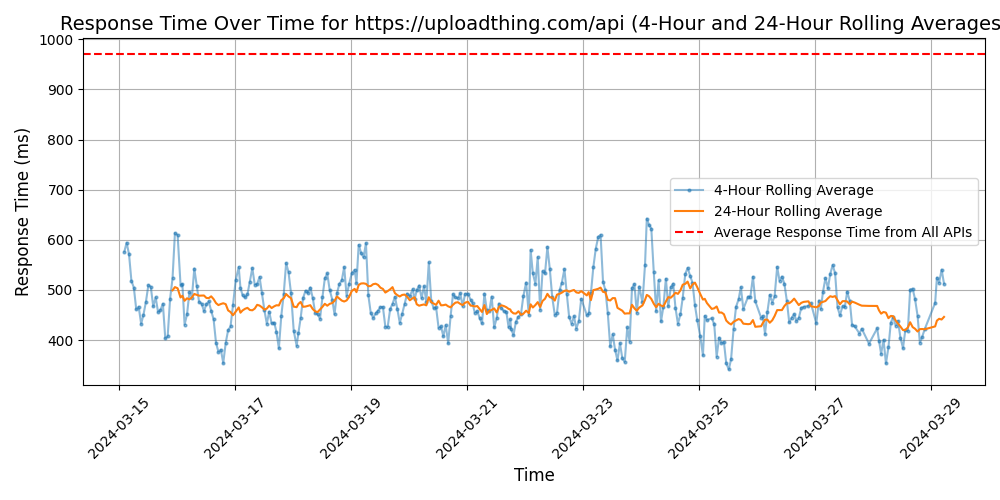 Response Time Over Time for https://uploadthing.com/api (4-Hour and 24-Hour Rolling Averages
Response Time (ms)
1000
900
800
700
600
500
400
4-Hour Rolling Average
24-Hour Rolling Average
Average Response Time from All APIs
2024-03-15
2024-03-17
2024-03-19
2024-03-21
2024-03-23
2024-03-25
2024-03-27
2024-03-29
Time